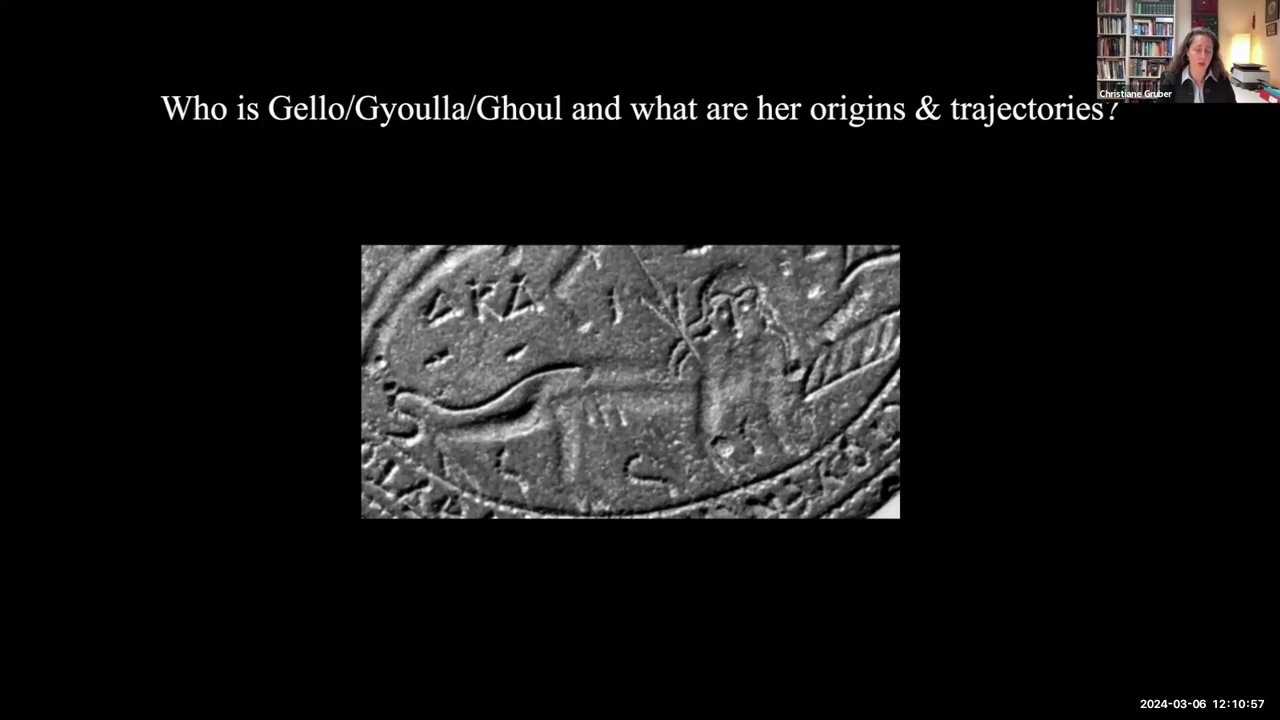 Who is Gello/Gyoulla/Ghoul and what are her origins & trajectories?
Christiane Gruber
ΔΡΔ
2024-03-06 12:10:57